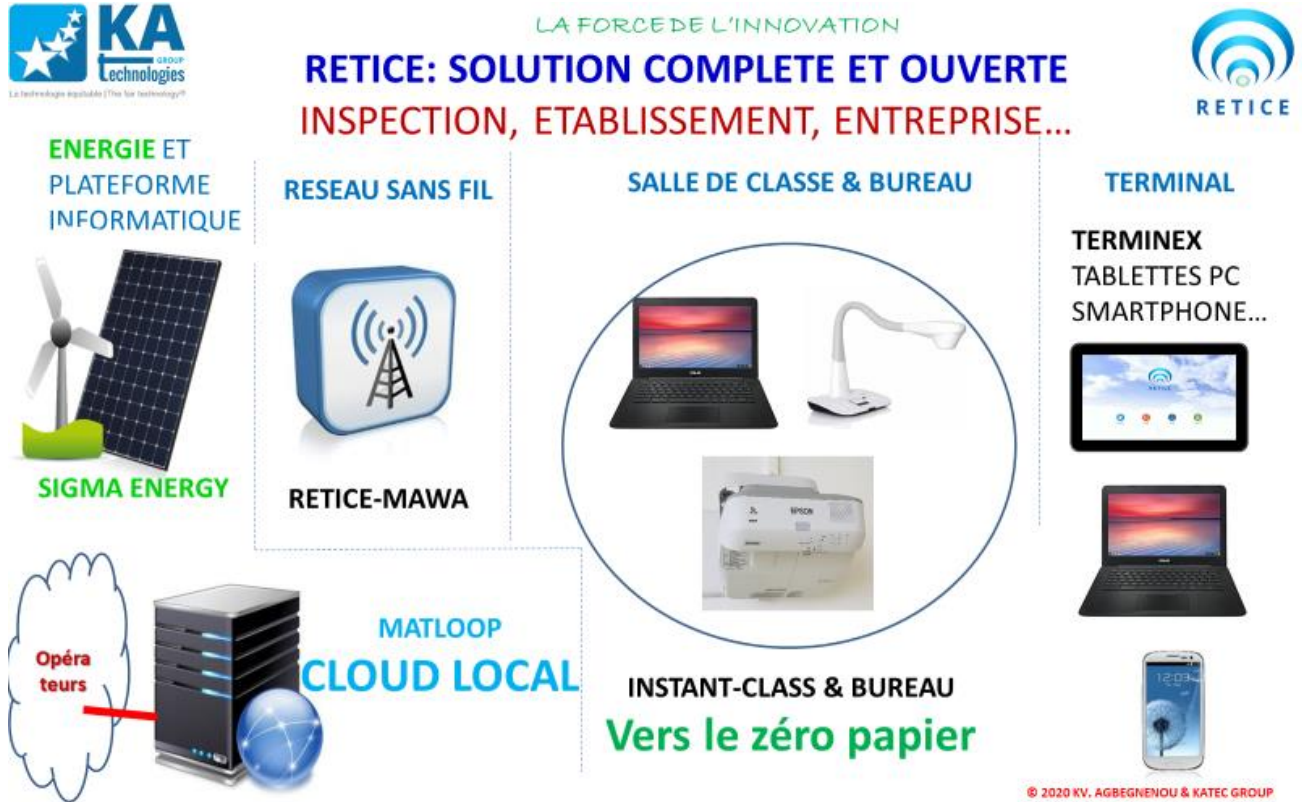 KA
GROUP
technologies
La technologie équitable (The fair technology)®
LA FORCE DE L'INNOVATION
RETICE: SOLUTION COMPLETE ET OUVERTE
INSPECTION, ETABLISSEMENT, ENTREPRISE...
RETICE
ENERGIE ET
PLATEFORME
INFORMATIQUE
SIGMA ENERGY
RESEAU SANS FIL
RETICE-MAWA
SALLE DE CLASSE & BUREAU
EPSON
INSTANT-CLASS & BUREAU
Vers le zéro papier
TERMINAL
TERMINEX
TABLETTES PC
SMARTPHONE...
RETICE
12:03
Opéra
teurs
MATLOOP
CLOUD LOCAL
© 2020 KV. AGBEGNENOU & KATEC GROUP